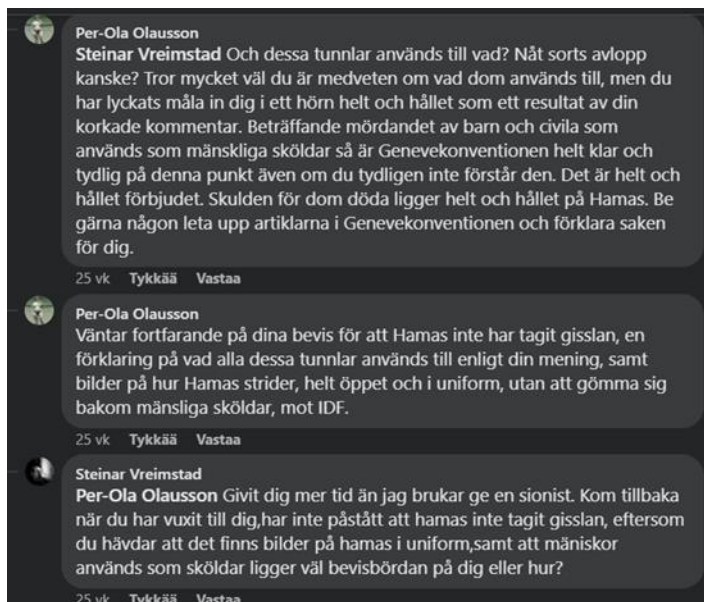 Per-Ola Olausson
Steinar Vreimstad Och dessa tunnlar används till vad? Nåt sorts avlopp
kanske? Tror mycket väl du är medveten om vad dom används till, men du
har lyckats måla in dig i ett hörn helt och hållet som ett resultat av din
korkade kommentar. Beträffande mördandet av barn och civila som
används som mänskliga sköldar så är Genevekonventionen helt klar och
tydlig på denna punkt även om du tydligen inte förstår den. Det är helt och
hållet förbjudet. Skulden för dom döda ligger helt och hållet på Hamas. Be
gärna någon leta upp artiklarna i Genevekonventionen och förklara saken
för dig.
25 vk Tykkää Vastaa
Per-Ola Olausson
Väntar fortfarande på dina bevis för att Hamas inte har tagit gisslan, en
förklaring på vad alla dessa tunnlar används till enligt din mening, samt
bilder på hur Hamas strider, helt öppet och i uniform, utan att gömma sig
bakom mänsliga sköldar, mot IDF.
25 vk Tykkää Vastaa
Steinar Vreimstad
Per-Ola Olausson Givit dig mer tid än jag brukar ge en sionist. Kom tillbaka
när du har vuxit till dig,har inte påstått att hamas inte tagit gisslan, eftersom
du hävdar att det finns bilder på hamas i uniform,samt att mäniskor
används som sköldar ligger väl bevisbördan på dig eller hur?
25 vk Tykkää Vastaa